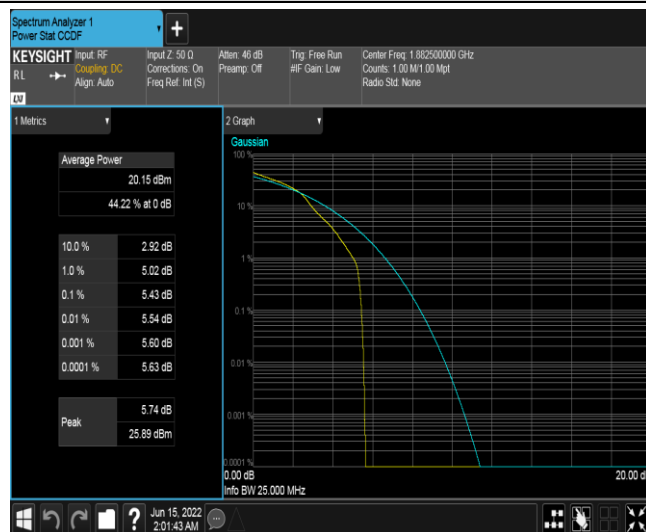 Spectrum Analyzer 1
Power Stat CCDF
+
KEYSIGHT
RL
Input: RF
Coupling: DC
Align: Auto
Input Z: 50 Ω
Corrections: On
Freq Ref: Int (S)
Atten: 46 dB
Preamp: Off
Trig: Free Run
#IF Gain: Low
Center Freq: 1.882500000 GHz
Counts: 1.00 M/1.00 Mpt
Radio Std: None
LXI
1 Metrics
Average Power
20.15 dBm
44.22 % at 0 dB
10.0 % 2.92 dB
1.0 % 5.02 dB
0.1 % 5.43 dB
0.01 % 5.54 dB
0.001 % 5.60 dB
0.0001 % 5.63 dB
Peak
5.74 dB
25.89 dBm
2 Graph
Gaussian
100 %
10 %
1 %
0.1 %
0.01 %
0.001 %
0.0001 %
0.00 dB 20.00 d
Info BW 25.000 MHz
?
Jun 15, 2022
2:01:43 AM